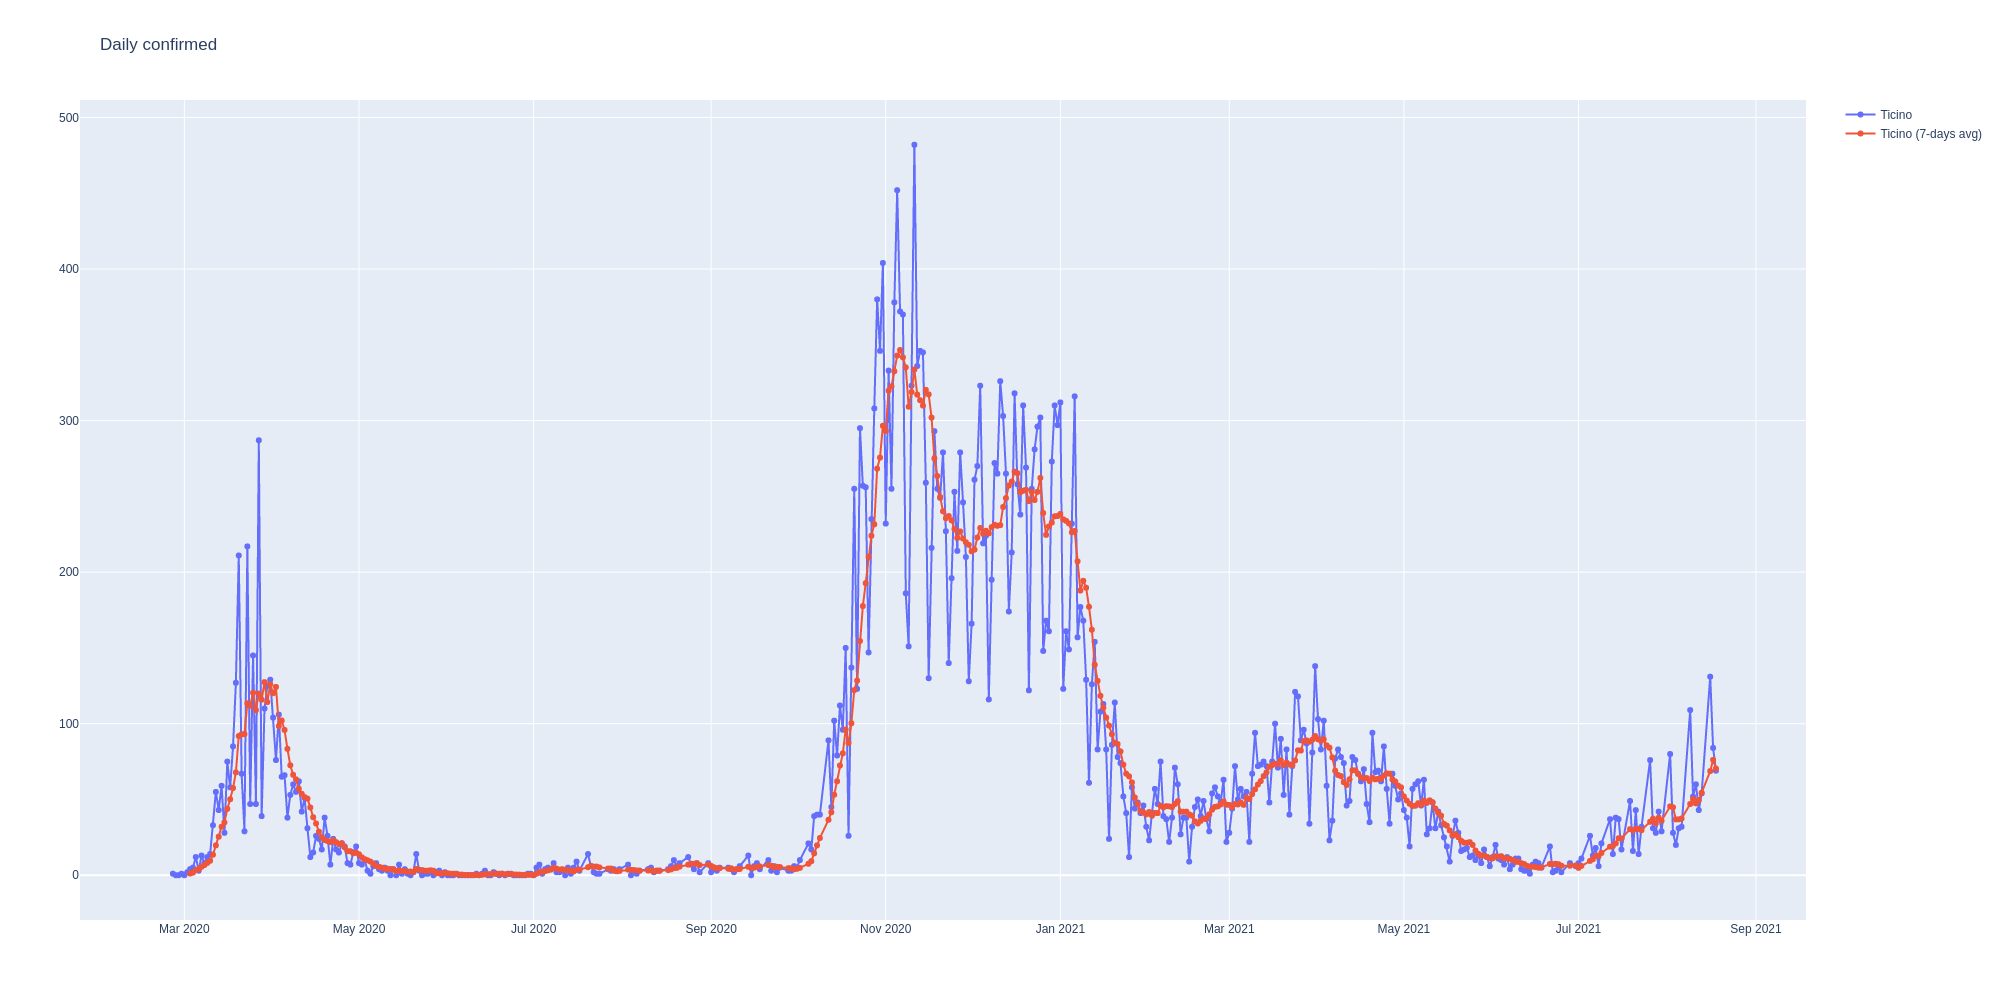 Daily confirmed
Ticino
Ticino (7-days avg)
500
400
300
200
100
0
Mar 2020
May 2020
Jul 2020
Sep 2020
Nov 2020
Jan 2021
Mar 2021
May 2021
Jul 2021
Sep 2021